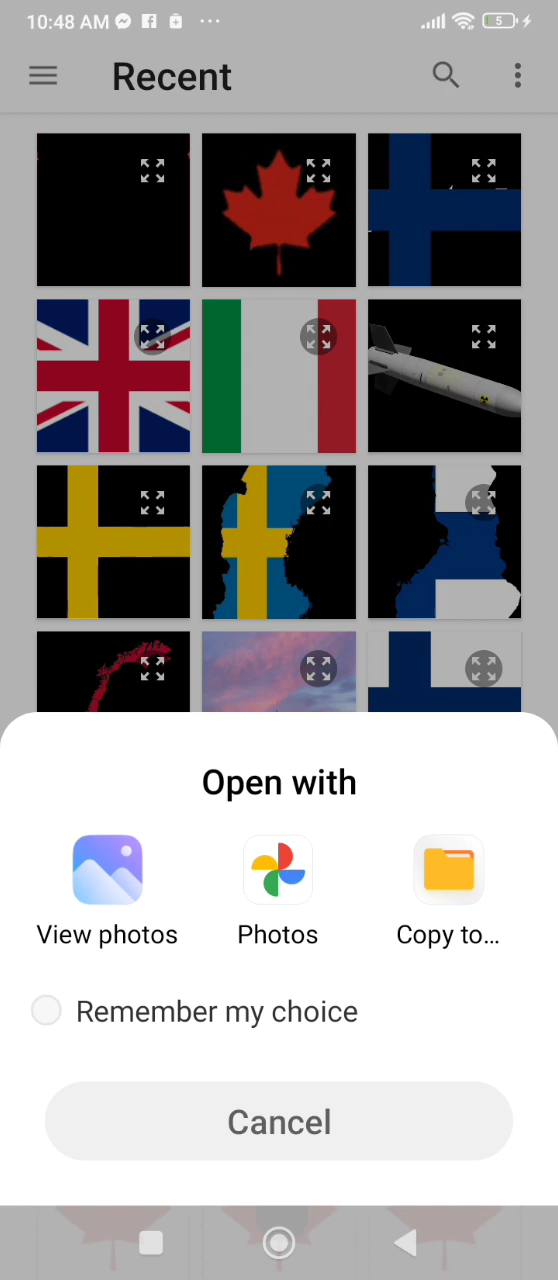 10:48 AM
5
Recent
Open with
View photos
Photos
Copy to...
Remember my choice
Cancel